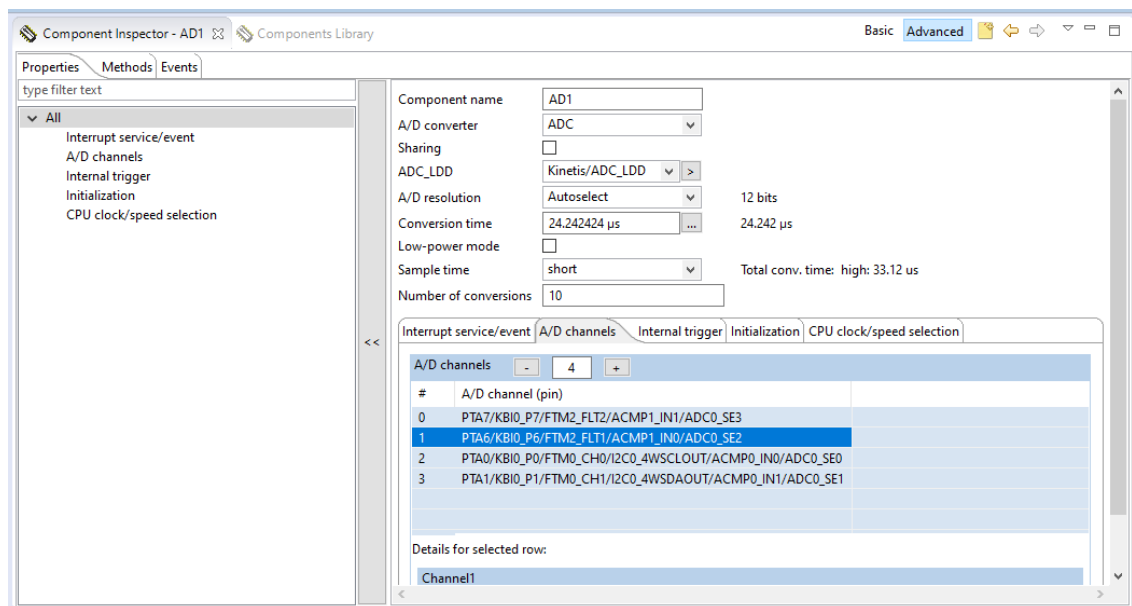 Component Inspector - AD1 Components Library Basic Advanced
Properties Methods Events
type filter text
All
Interrupt service/event
A/D channels
Internal trigger
Initialization
CPU clock/speed selection
<<
Component name AD1
A/D converter ADC
Sharing
ADC_LDD Kinetis/ADC_LDD >
A/D resolution Autoselect 12 bits
Conversion time 24.242424 µs ... 24.242 µs
Low-power mode
Sample time short Total conv. time: high: 33.12 us
Number of conversions 10
Interrupt service/event A/D channels Internal trigger Initialization CPU clock/speed selection
A/D channels - 4 +
# A/D channel (pin)
0 PTA7/KBI0_P7/FTM2_FLT2/ACMP1_IN1/ADC0_SE3
1 PTA6/KBI0_P6/FTM2_FLT1/ACMP1_IN0/ADC0_SE2
2 PTA0/KBI0_P0/FTM0_CH0/I2C0_4WSCLOUT/ACMP0_IN0/ADC0_SE0
3 PTA1/KBI0_P1/FTM0_CH1/I2C0_4WSDAOUT/ACMP0_IN1/ADC0_SE1
Details for selected row:
Channel1